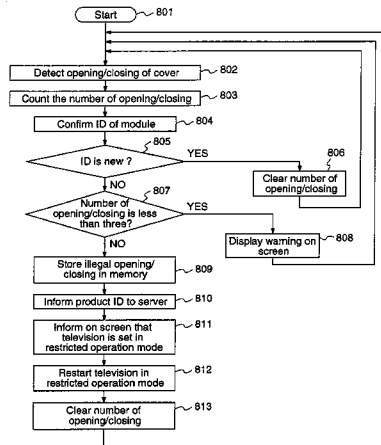 Start
801
Detect opening/closing of cover
802
Count the number of opening/closing
803
Confirm ID of module
804
805
ID is new ?
YES
806
Clear number of
opening/closing
NO
807
Number of
opening/closing is less
than three?
YES
Display warning on
screen
808
NO
Store illegal opening/
closing in memory
809
Inform product ID to server
810
Inform on screen that
television is set in
restricted operation mode
811
Restart television in
restricted operation mode
812
Clear number of
opening/closing
813